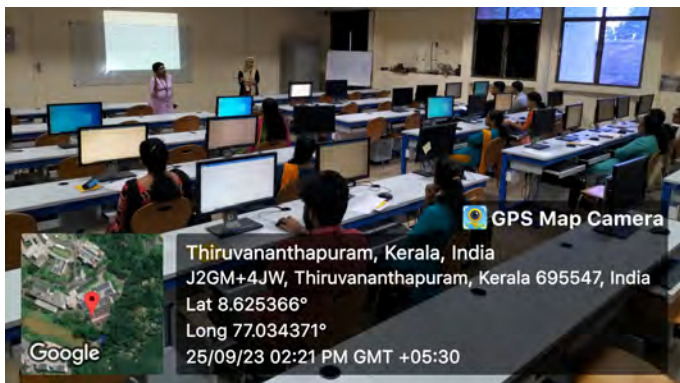 GPS Map Camera
Thiruvananthapuram, Kerala, India
J2GM+4JW, Thiruvananthapuram, Kerala 695547, India
Lat 8.625366°
Long 77.034371°
25/09/23 02:21 PM GMT +05:30
Google